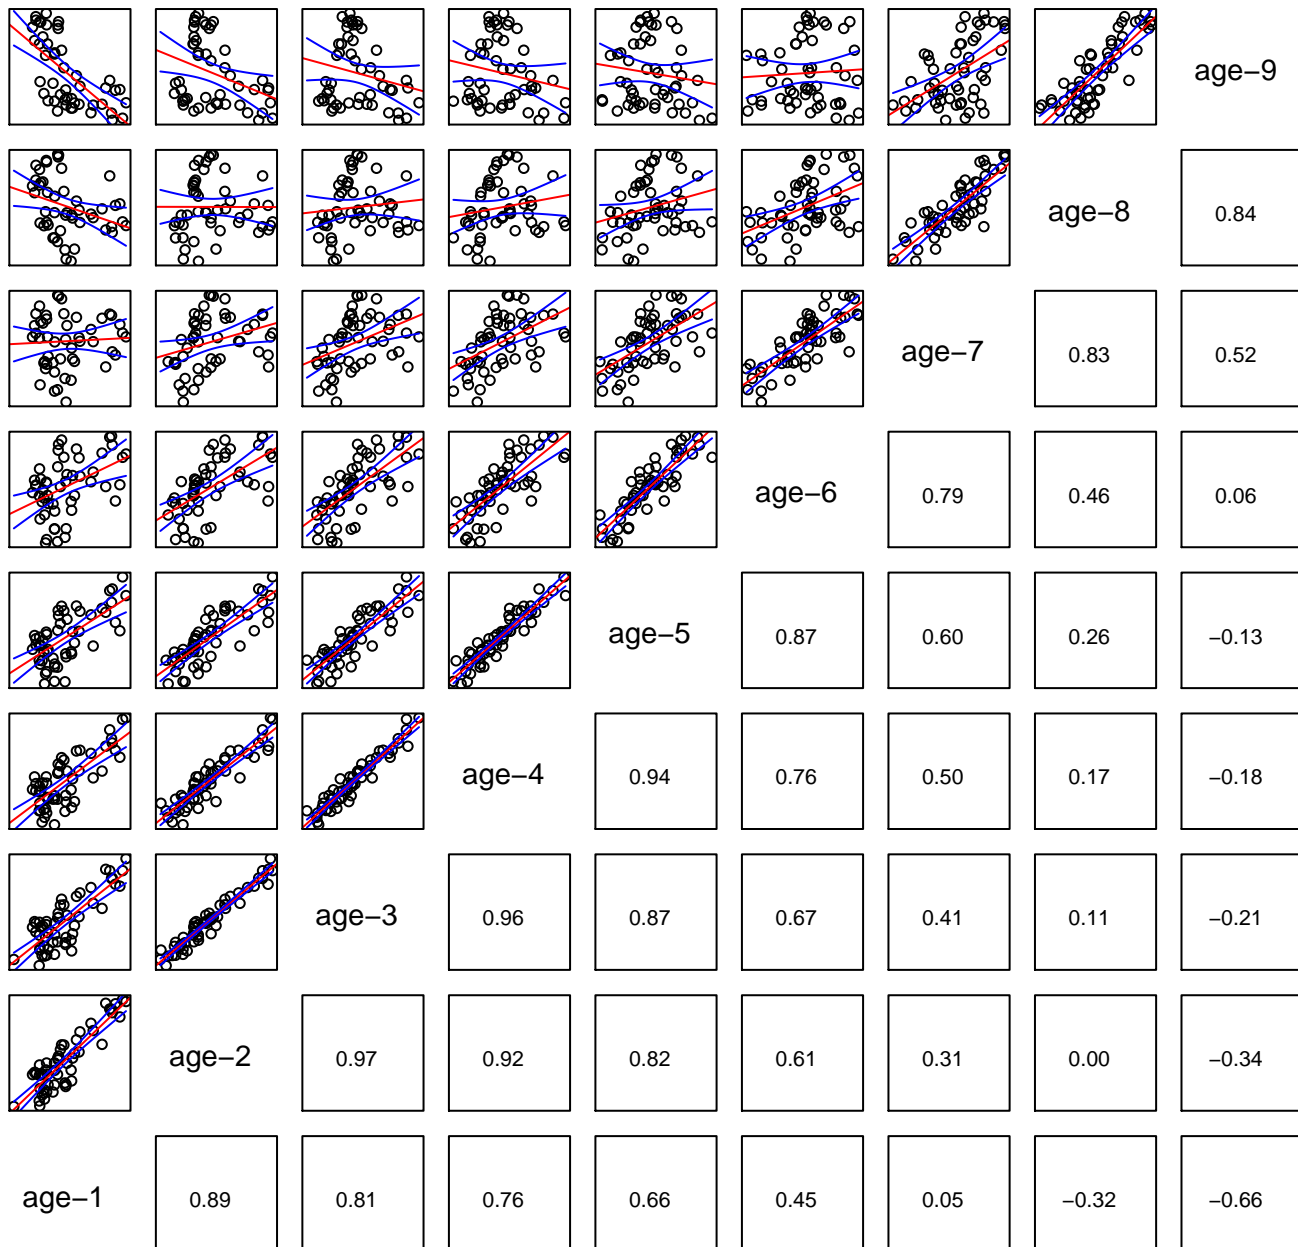 age−9
age−8 0.84
age−7 0.83 0.52
age−6 0.79 0.46 0.06
age−5 0.87 0.60 0.26 −0.13
age−4 0.94 0.76 0.50 0.17 −0.18
age−3 0.96 0.87 0.67 0.41 0.11 −0.21
age−2 0.97 0.92 0.82 0.61 0.31 0.00 −0.34
age−1 0.89 0.81 0.76 0.66 0.45 0.05 −0.32 −0.66